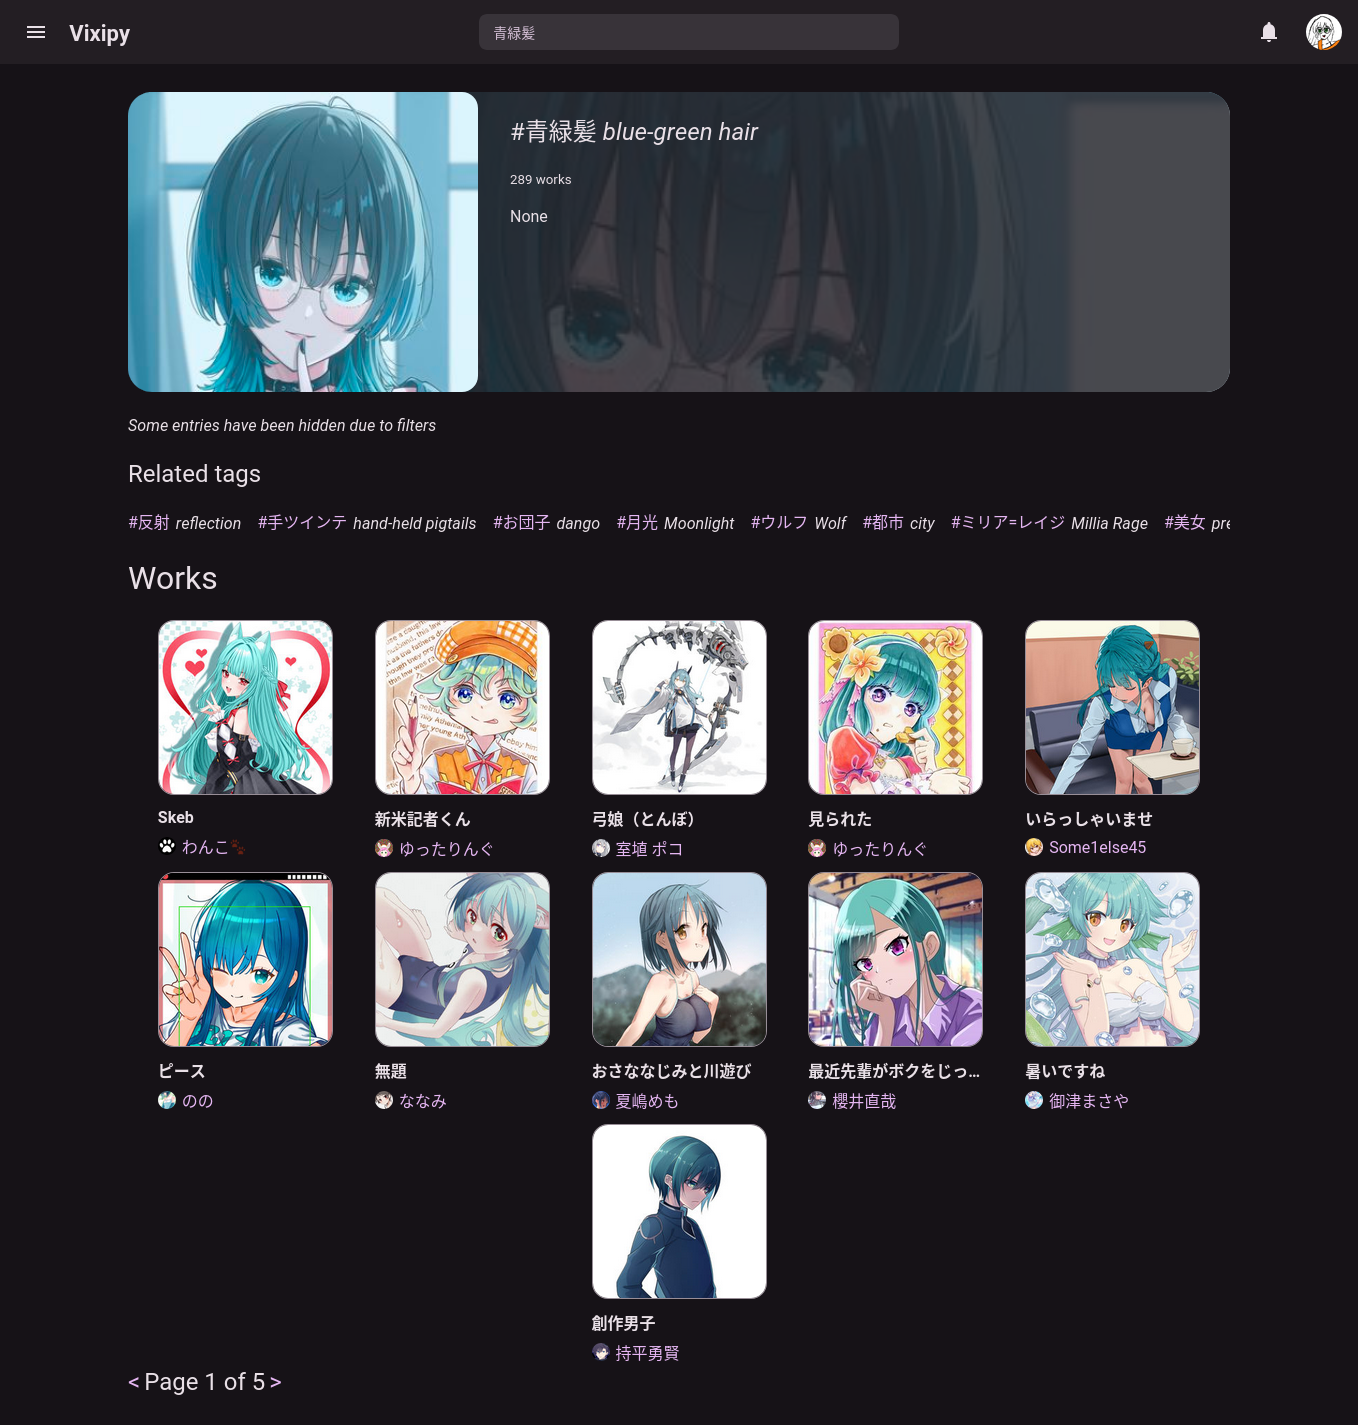 Vixipy
青緑髪
#青緑髪 blue-green hair
289 works
None
Some entries have been hidden due to filters
Related tags
#反射 reflection #手ツインテ hand-held pigtails #お団子 dango #月光 Moonlight #ウルフ Wolf #都市 city #ミリア=レイジ Millia Rage #美女 pre
Works
Skeb
わんこ🐾
新米記者くん
ゆったりんぐ
弓娘（とんぼ）
室埴 ポコ
見られた
ゆったりんぐ
いらっしゃいませ
Some1else45
ピース
のの
無題
ななみ
おさななじみと川遊び
夏嶋めも
最近先輩がボクをじっ...
櫻井直哉
暑いですね
御津まさや
創作男子
持平勇賢
< Page 1 of 5 >